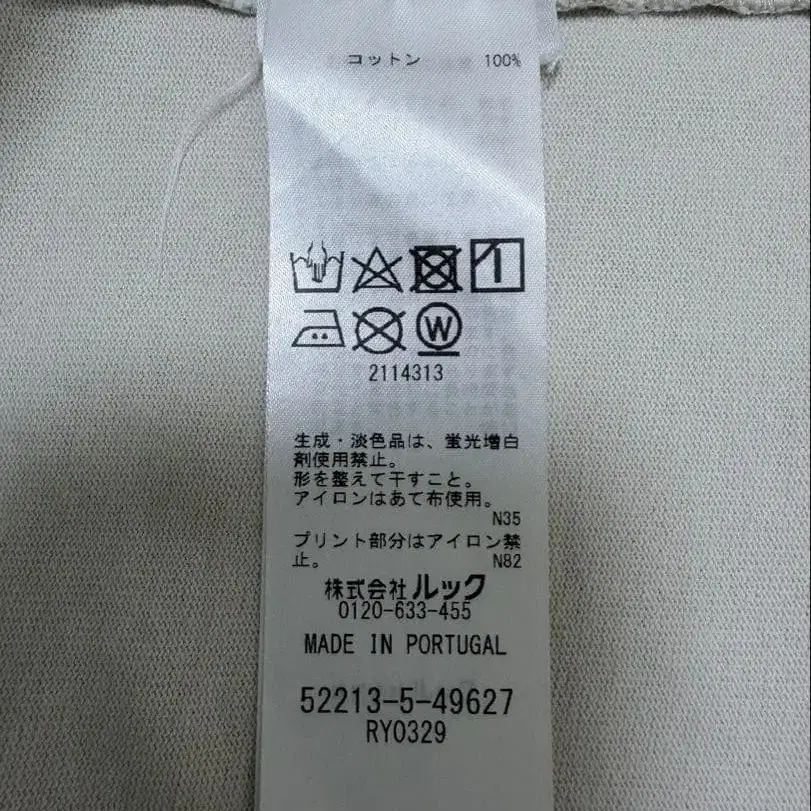 コットン 100%
W
2114313
生成・淡色品は、蛍光増白
剤使用禁止。
形を整えて干すこと。
アイロンはあて布使用。
N35
プリント部分はアイロン禁
止。 N82
株式会社ルック
0120-633-455
MADE IN PORTUGAL
52213-5-49627
RY0329